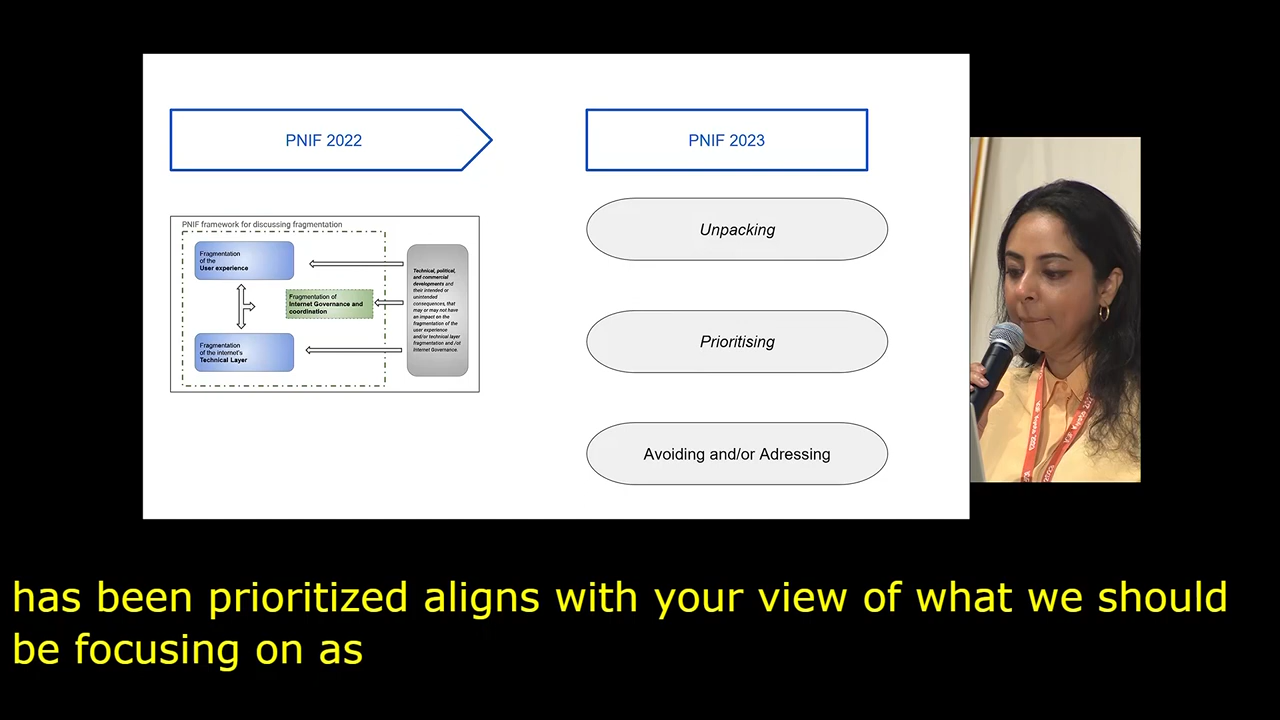 PNIF 2022
PNIF 2023
PNIF framework for discussing fragmentation
Fragmentation
of the
User experience
Fragmentation of
Internet Governance and
coordination
Fragmentation
of the internet's
Technical Layer
Technical, political,
and commercial
developments and
their intended or
unintended
consequences, that
may or may not have
an impact on the
fragmentation of the
user experience
and/or technical layer
fragmentation and /or
Internet Governance.
Unpacking
Prioritising
Avoiding and/or Adressing
has been prioritized aligns with your view of what we should
be focusing on as